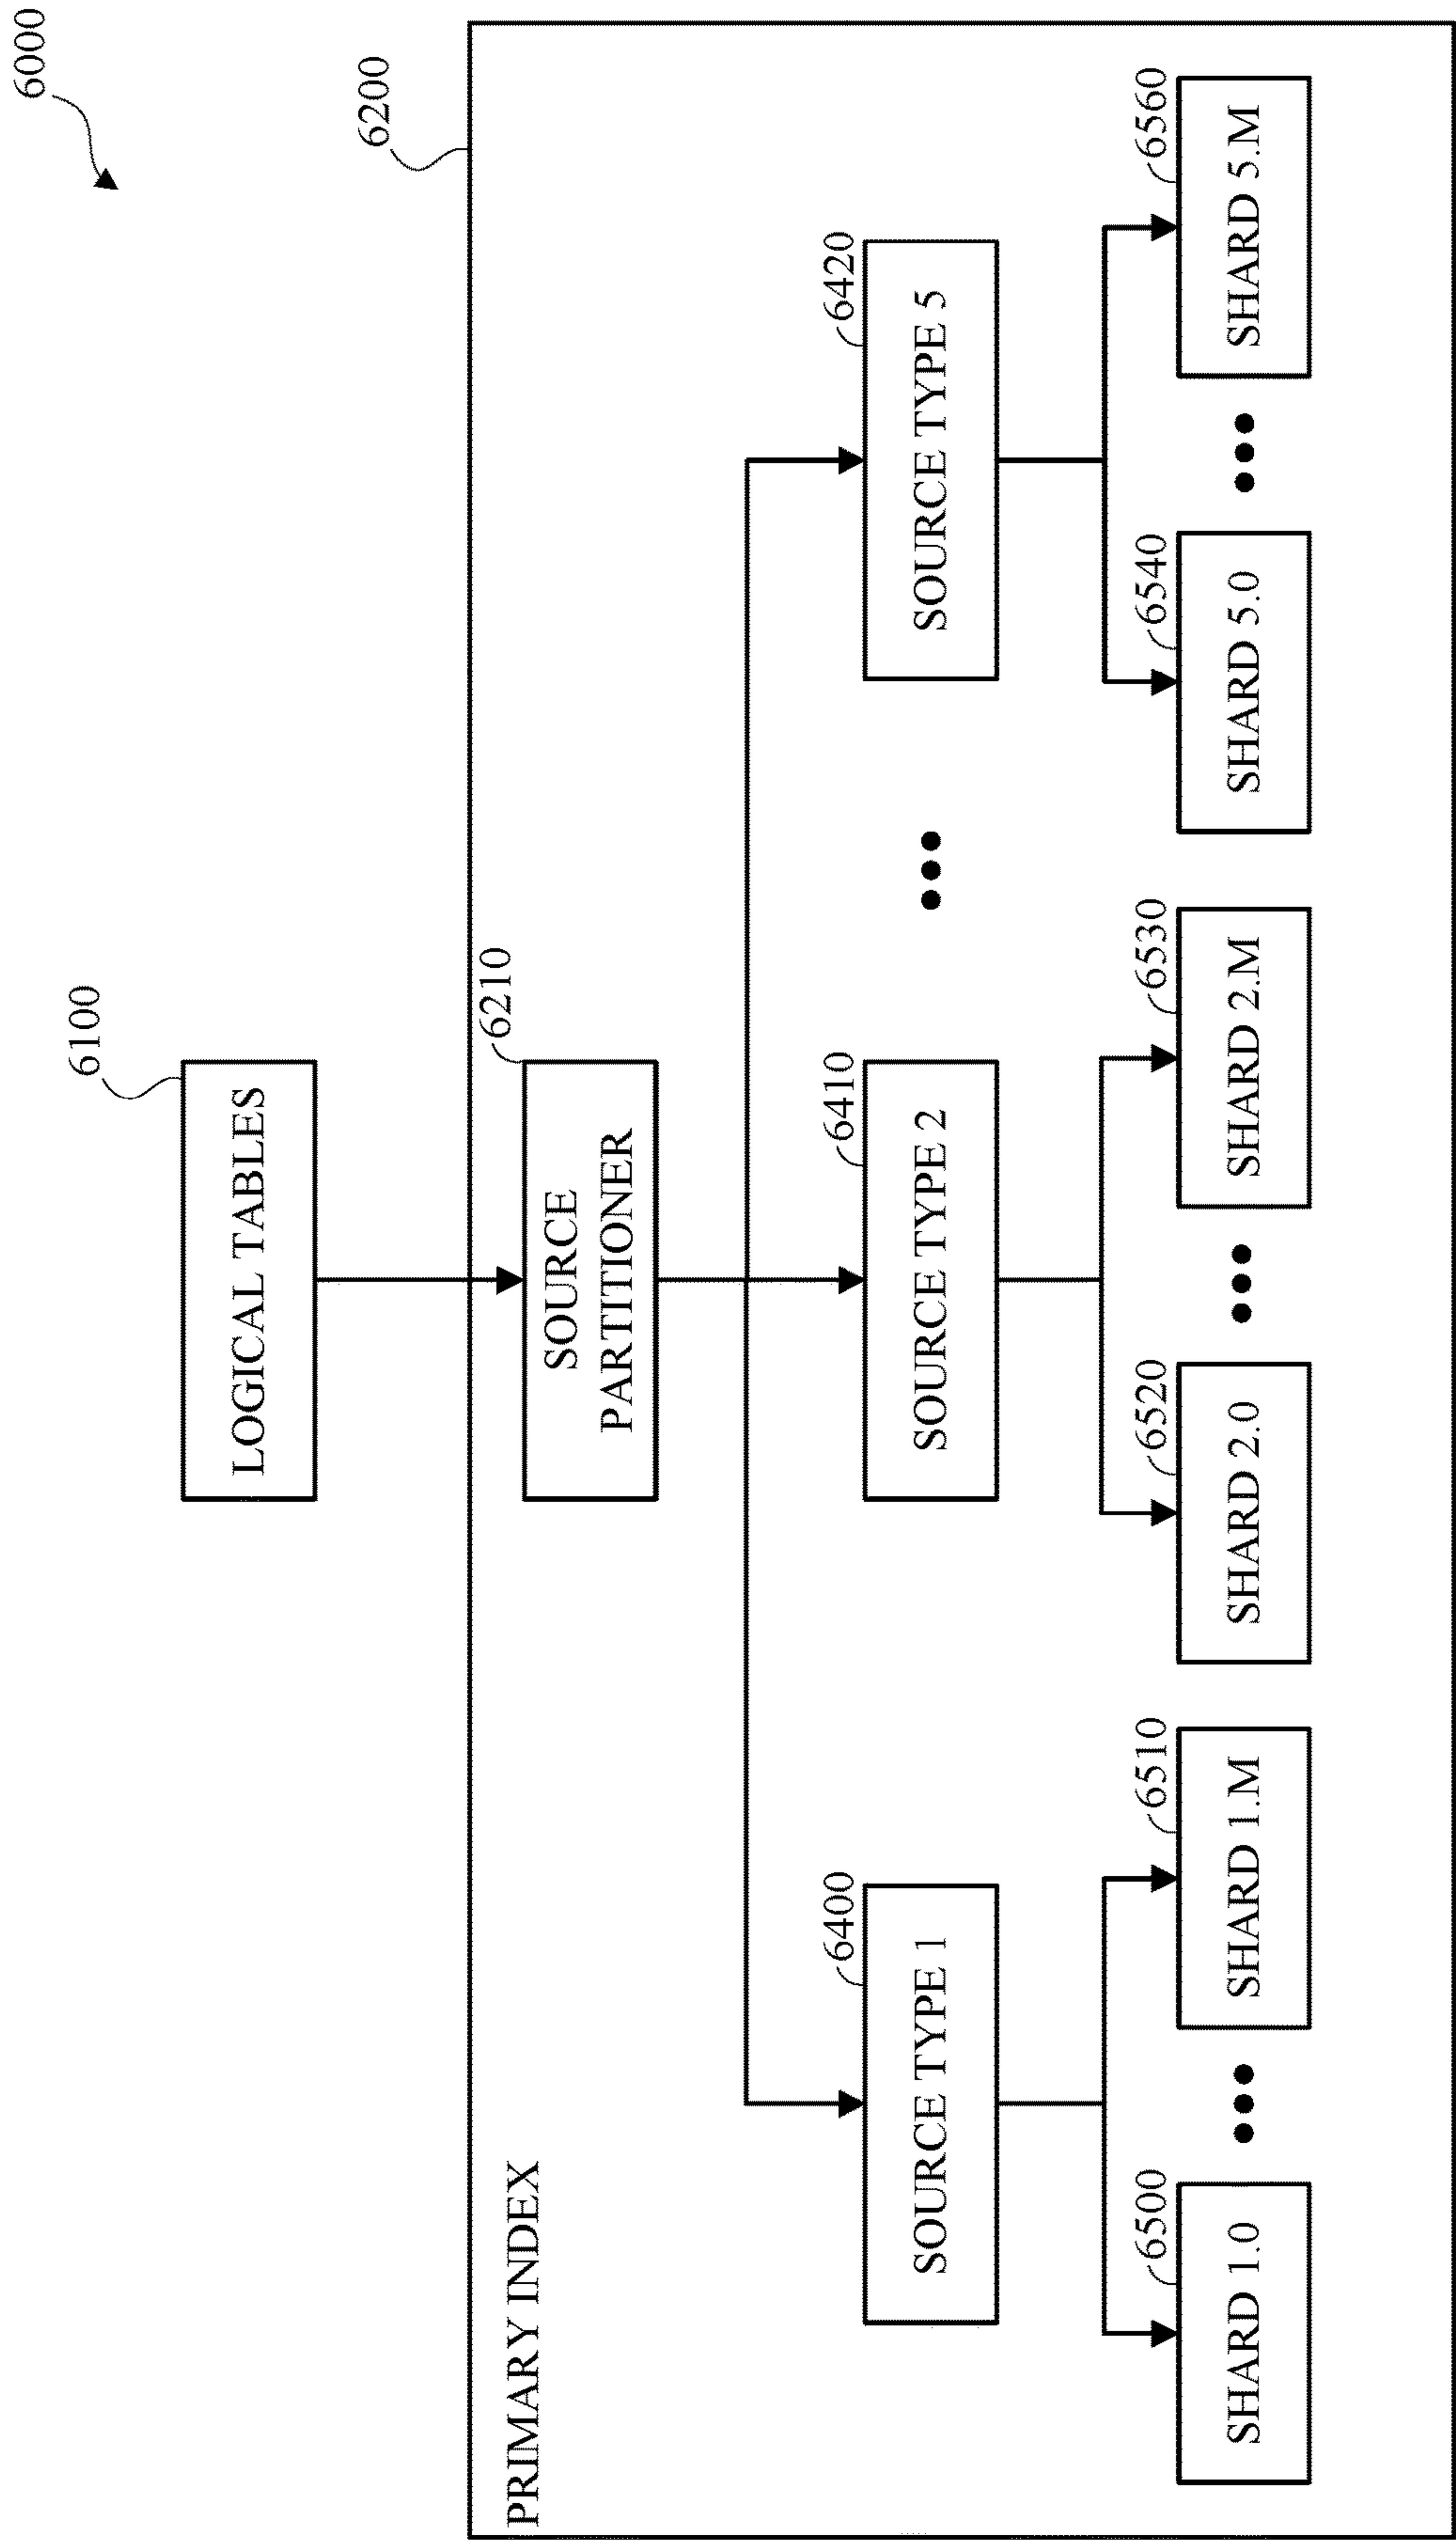 6000
6100
LOGICAL TABLES
6200
PRIMARY INDEX
6210
SOURCE
PARTITIONER
6400
SOURCE TYPE 1
6410
SOURCE TYPE 2
•••
6420
SOURCE TYPE 5
6500
SHARD 1.0
•••
6510
SHARD 1.M
6520
SHARD 2.0
•••
6530
SHARD 2.M
6540
SHARD 5.0
•••
6560
SHARD 5.M